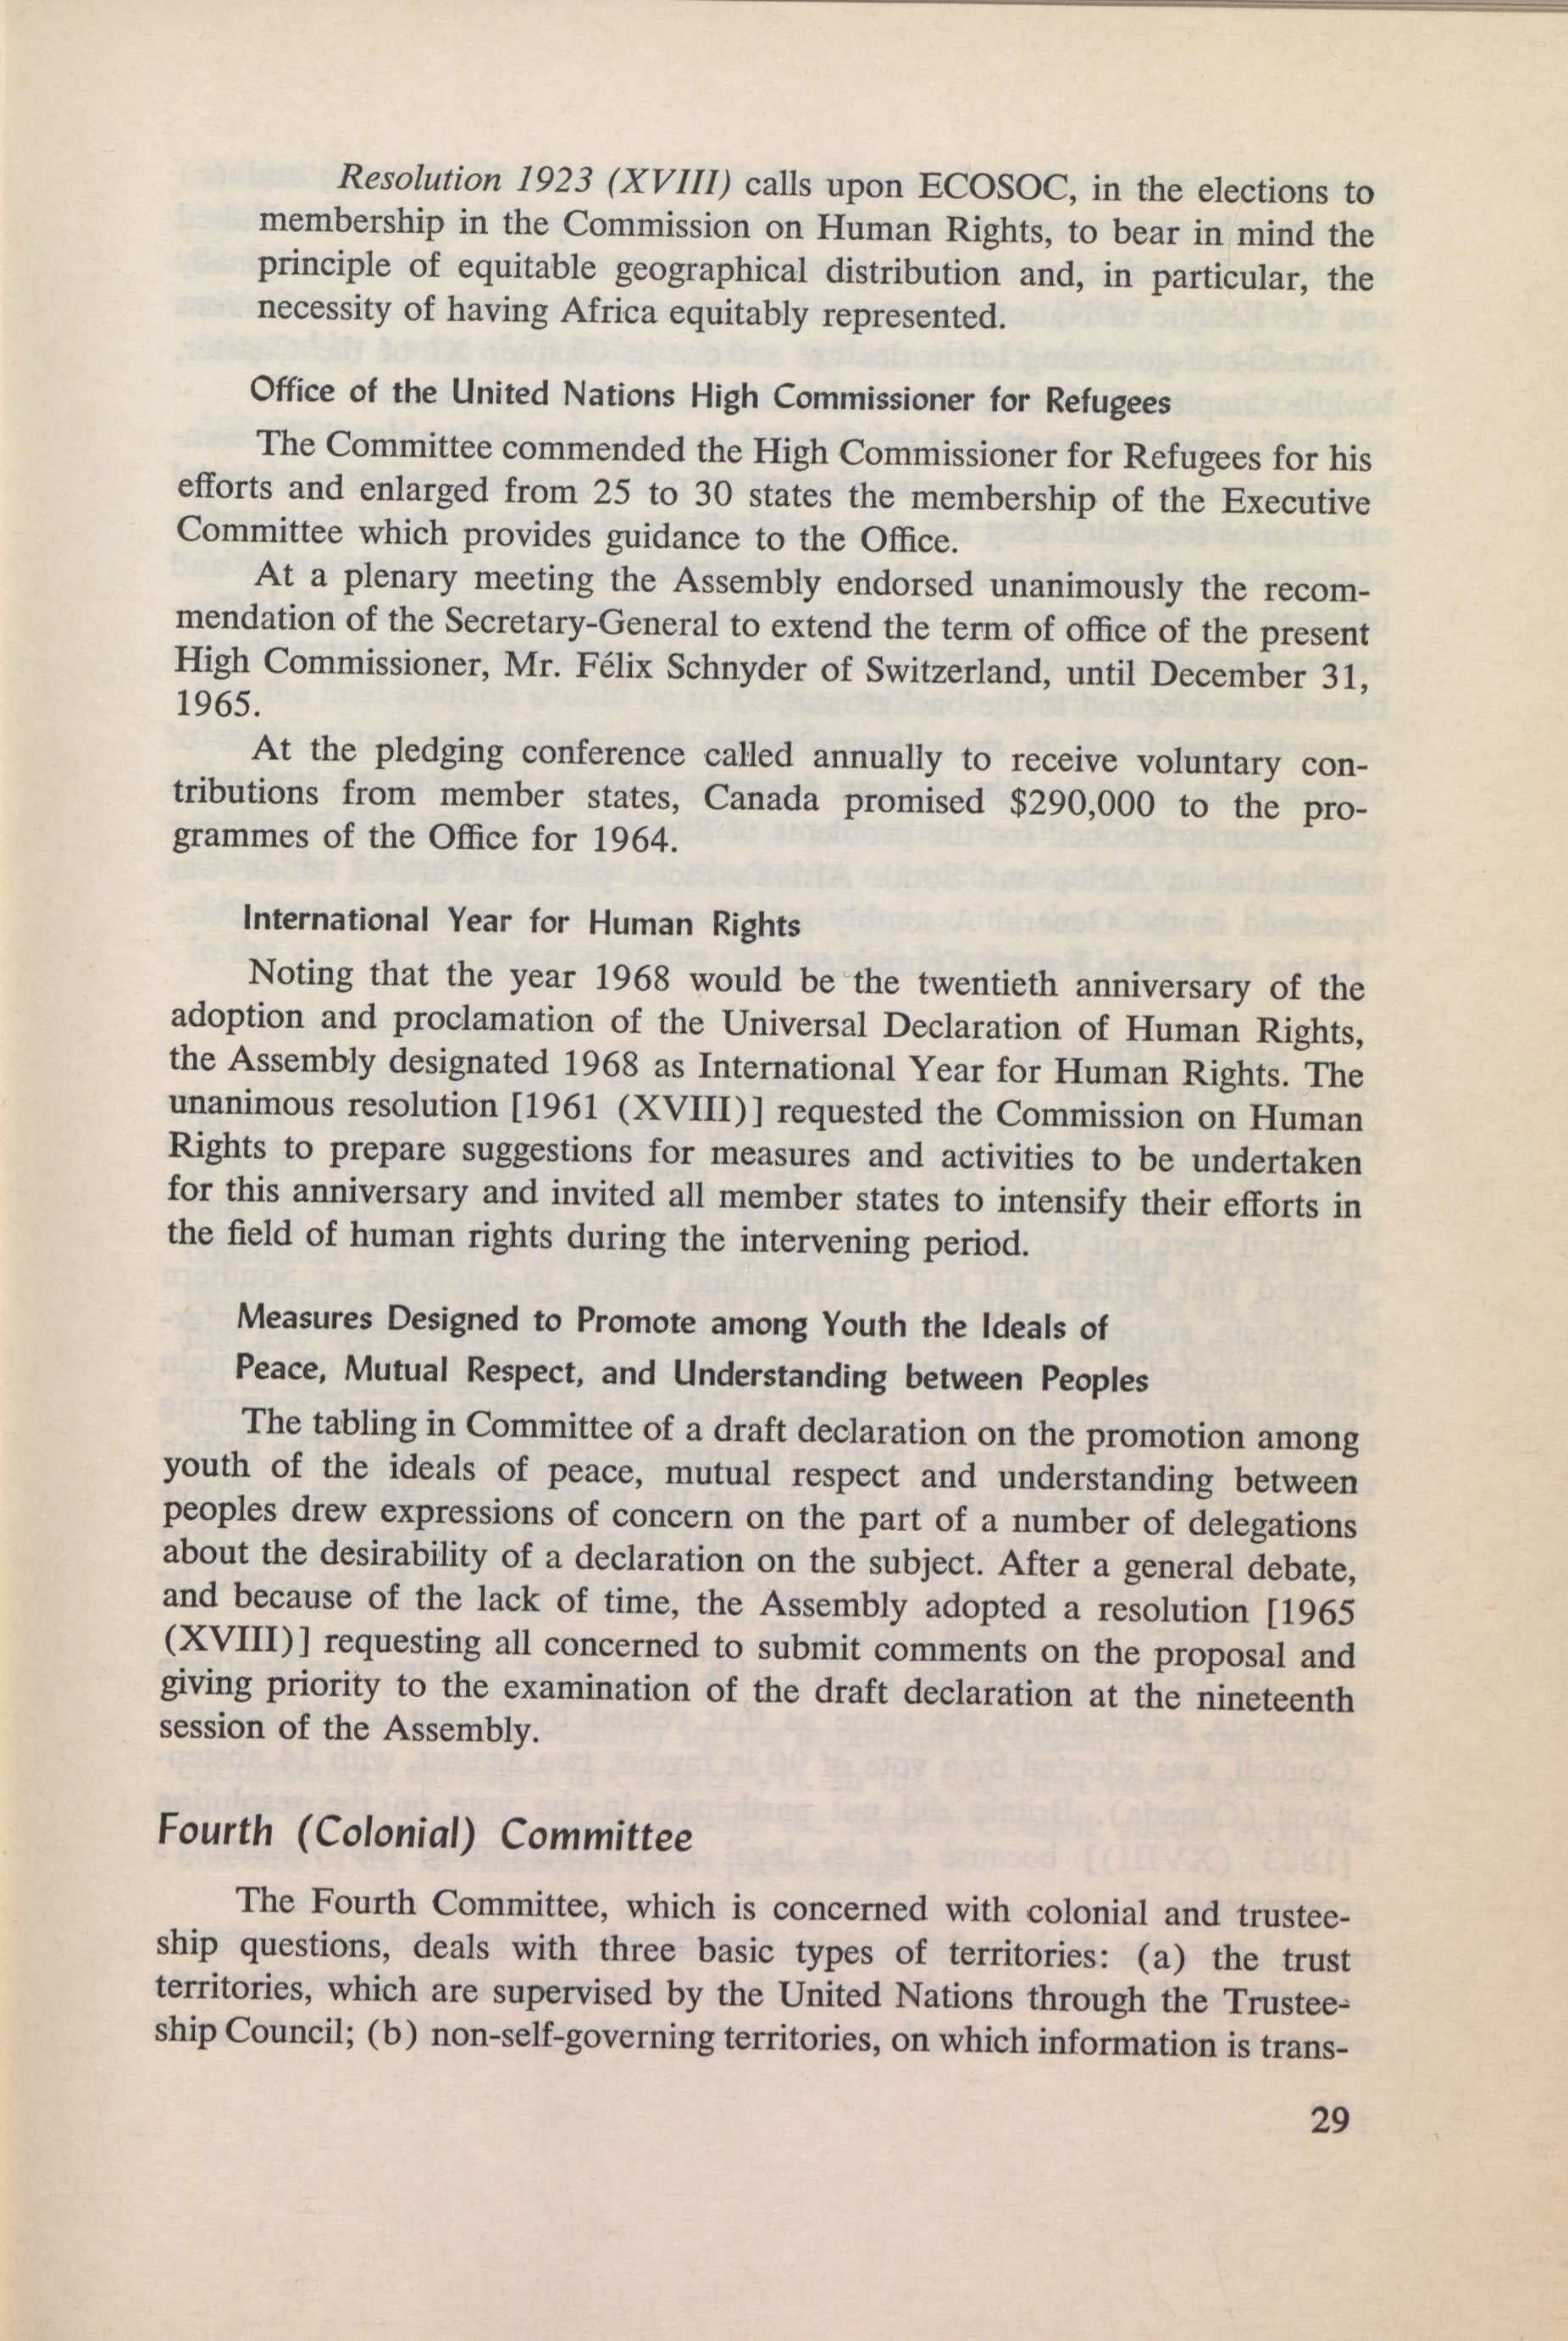 Resolution 1923 (XVIII) calls upon ECOSOC, in the elections to
membership in the Commission on Human Rights, to bear in mind the
principle of equitable geographical distribution and, in particular, the
necessity of having Africa equitably represented.
Office of the United Nations High Commissioner for Refugees
The Committee commended the High Commissioner for Refugees for his
efforts and enlarged from 25 to 30 states the membership of the Executive
Committee which provides guidance to the Office.
At a plenary meeting the Assembly endorsed unanimously the recom-
mendation of the Secretary-General to extend the term of office of the present
High Commissioner, Mr. Félix Schnyder of Switzerland, until December 31,
1965.
At the pledging conference called annually to receive voluntary con-
tributions from member states, Canada promised $290,000 to the pro-
grammes of the Office for 1964.
International Year for Human Rights
Noting that the year 1968 would be the twentieth anniversary of the
adoption and proclamation of the Universal Declaration of Human Rights,
the Assembly designated 1968 as International Year for Human Rights. The
unanimous resolution [1961 (XVIII)] requested the Commission on Human
Rights to prepare suggestions for measures and activities to be undertaken
for this anniversary and invited all member states to intensify their efforts in
the field of human rights during the intervening period.
Measures Designed to Promote among Youth the Ideals of
Peace, Mutual Respect, and Understanding between Peoples
The tabling in Committee of a draft declaration on the promotion among
youth of the ideals of peace, mutual respect and understanding between
peoples drew expressions of concern on the part of a number of delegations
about the desirability of a declaration on the subject. After a general debate,
and because of the lack of time, the Assembly adopted a resolution [1965
(XVIII)] requesting all concerned to submit comments on the proposal and
giving priority to the examination of the draft declaration at the nineteenth
session of the Assembly.
Fourth (Colonial) Committee
The Fourth Committee, which is concerned with colonial and trustee-
ship questions, deals with three basic types of territories: (a) the trust
territories, which are supervised by the United Nations through the Trustee-
ship Council; (b) non-self-governing territories, on which information is trans-
29